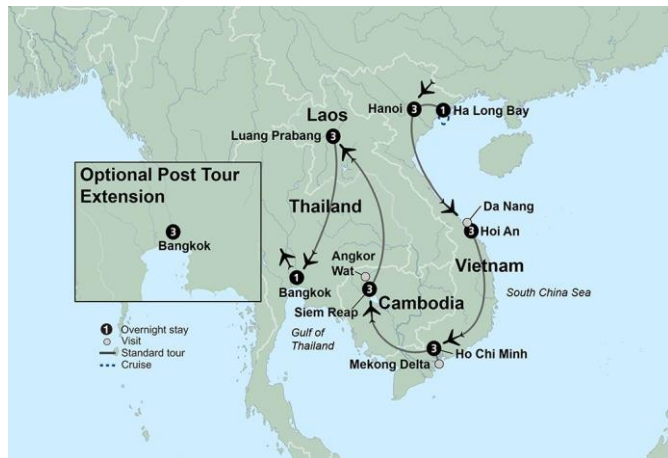 Hanoi
3
1
Ha Long Bay
Laos
Luang Prabang
3
Optional Post Tour
Extension
3
Bangkok
Thailand
Da Nang
3
Hoi An
Vietnam
Angkor
Wat
1
Bangkok
3
Siem Reap
Cambodia
South China Sea
Gulf of
Thailand
1 Overnight stay
Visit
Standard tour
Cruise
3
Ho Chi Minh
Mekong Delta